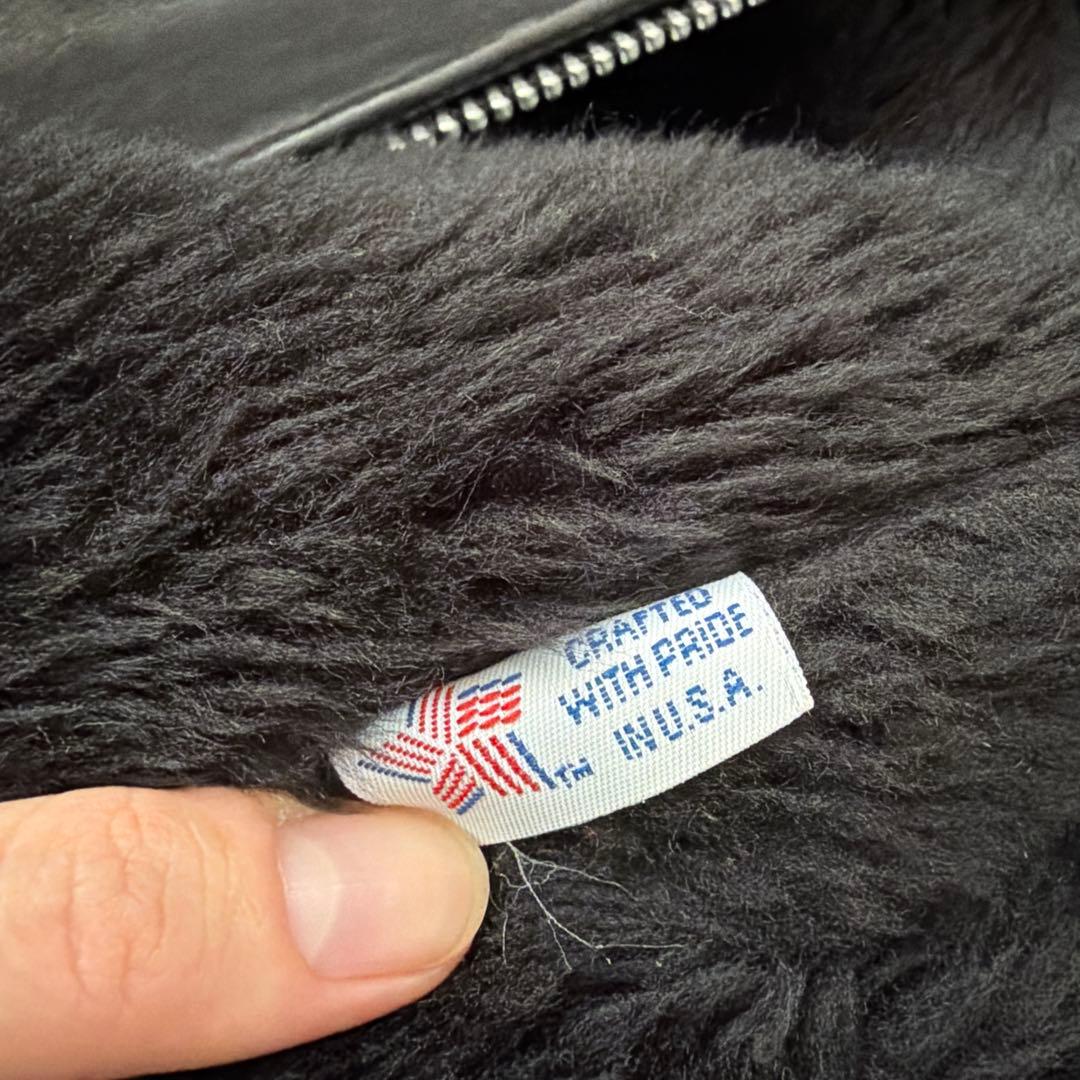 CRAFTED
WITH PRIDE
IN U.S.A.
TM